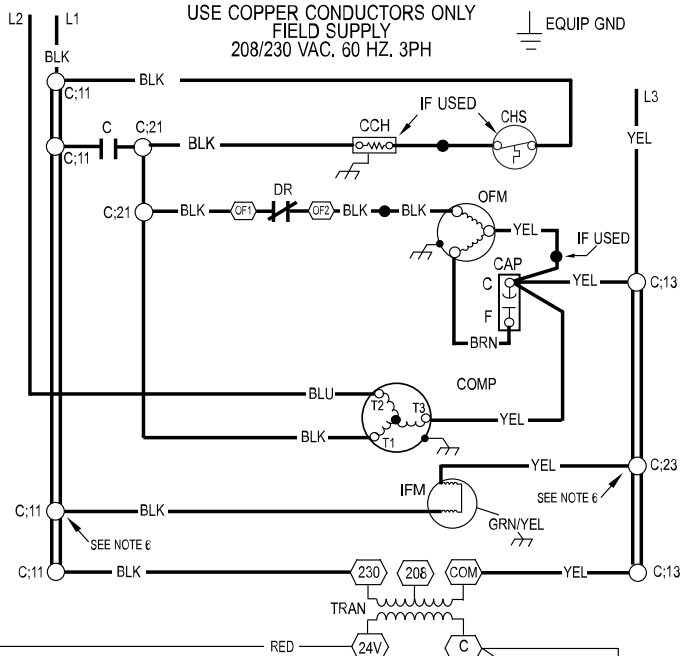 USE COPPER CONDUCTORS ONLY
FIELD SUPPLY
208/230 VAC, 60 HZ, 3PH
EQUIP GND
L2 L1
BLK
C;11
BLK
IF USED
L3
C;11
C
C;21
BLK
CCH
CHS
YEL
C;21
BLK
OF1
DR
OF2
BLK
BLK
OFM
YEL
IF USED
CAP
C
F
YEL
C;13
BRN
COMP
BLU
T2
T3
T1
YEL
BLK
YEL
C;23
SEE NOTE 6
IFM
GRN/YEL
C;11
BLK
SEE NOTE 6
C;11
BLK
230
208
COM
YEL
C;13
TRAN
RED
24V
C